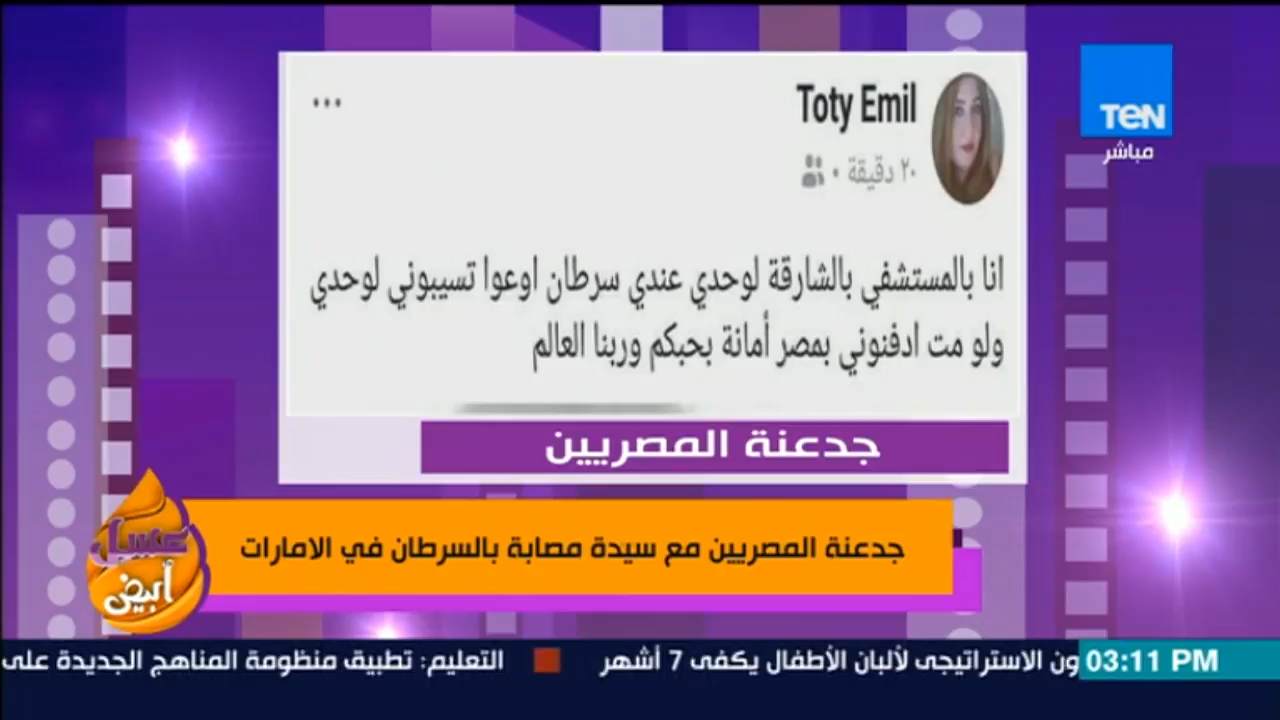 Toty Emil
٢٠ دقيقة
انا بالمستشفي بالشارقة لوحدي عندي سرطان اوعوا تسيبوني لوحدي
ولو مت ادفنوني بمصر أمانة بحبكم وربنا العالم
TEN
مباشر
جدعنة المصريين
جدعنة المصريين مع سيدة مصابة بالسرطان في الامارات
عسل
أبيض
ون الاستراتيجى لألبان الأطفال يكفى 7 أشهر
التعليم: تطبيق منظومة المناهج الجديدة على
03:11 PM